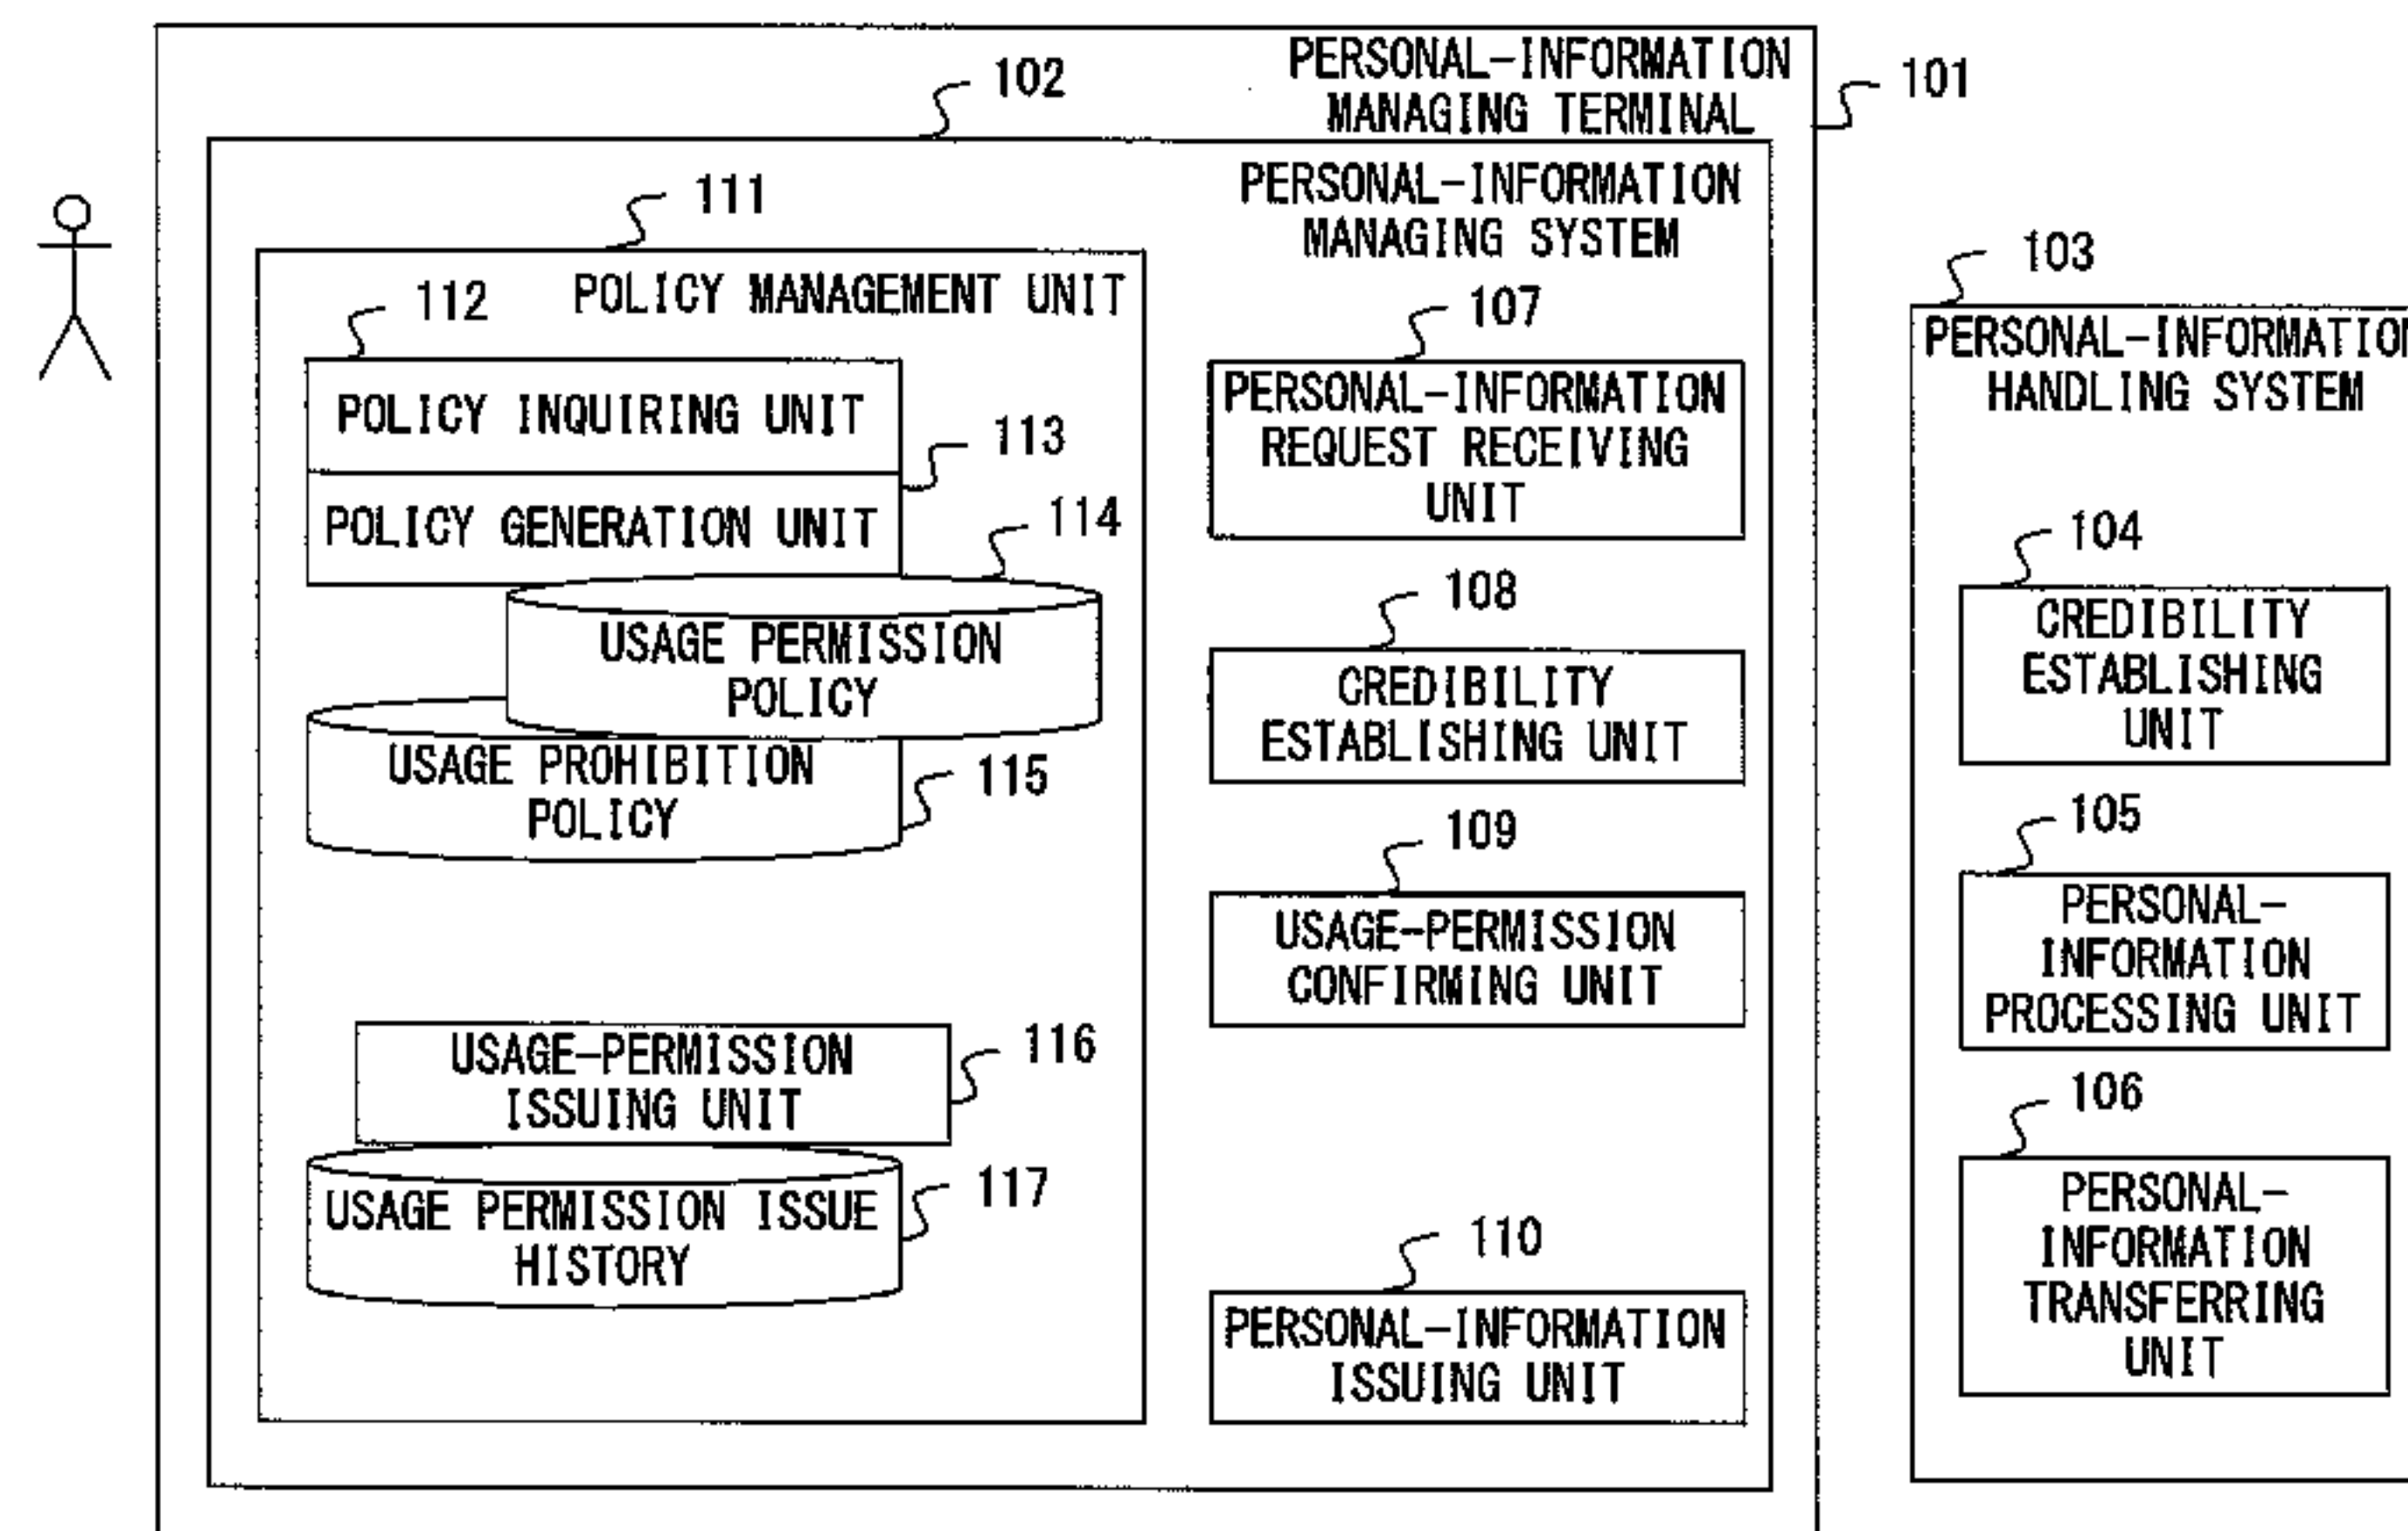 PERSONAL-INFORMATION
MANAGING TERMINAL
101
102
PERSONAL-INFORMATION
MANAGING SYSTEM
111
POLICY MANAGEMENT UNIT
112
POLICY INQUIRING UNIT
113
POLICY GENERATION UNIT
114
USAGE PERMISSION
POLICY
USAGE PROHIBITION
POLICY
115
USAGE-PERMISSION
ISSUING UNIT
116
USAGE PERMISSION ISSUE
HISTORY
117
107
PERSONAL-INFORMATION
REQUEST RECEIVING
UNIT
108
CREDIBILITY
ESTABLISHING UNIT
109
USAGE-PERMISSION
CONFIRMING UNIT
110
PERSONAL-INFORMATION
ISSUING UNIT
103
PERSONAL-INFORMATION
HANDLING SYSTEM
104
CREDIBILITY
ESTABLISHING
UNIT
105
PERSONAL-
INFORMATION
PROCESSING UNIT
106
PERSONAL-
INFORMATION
TRANSFERRING
UNIT